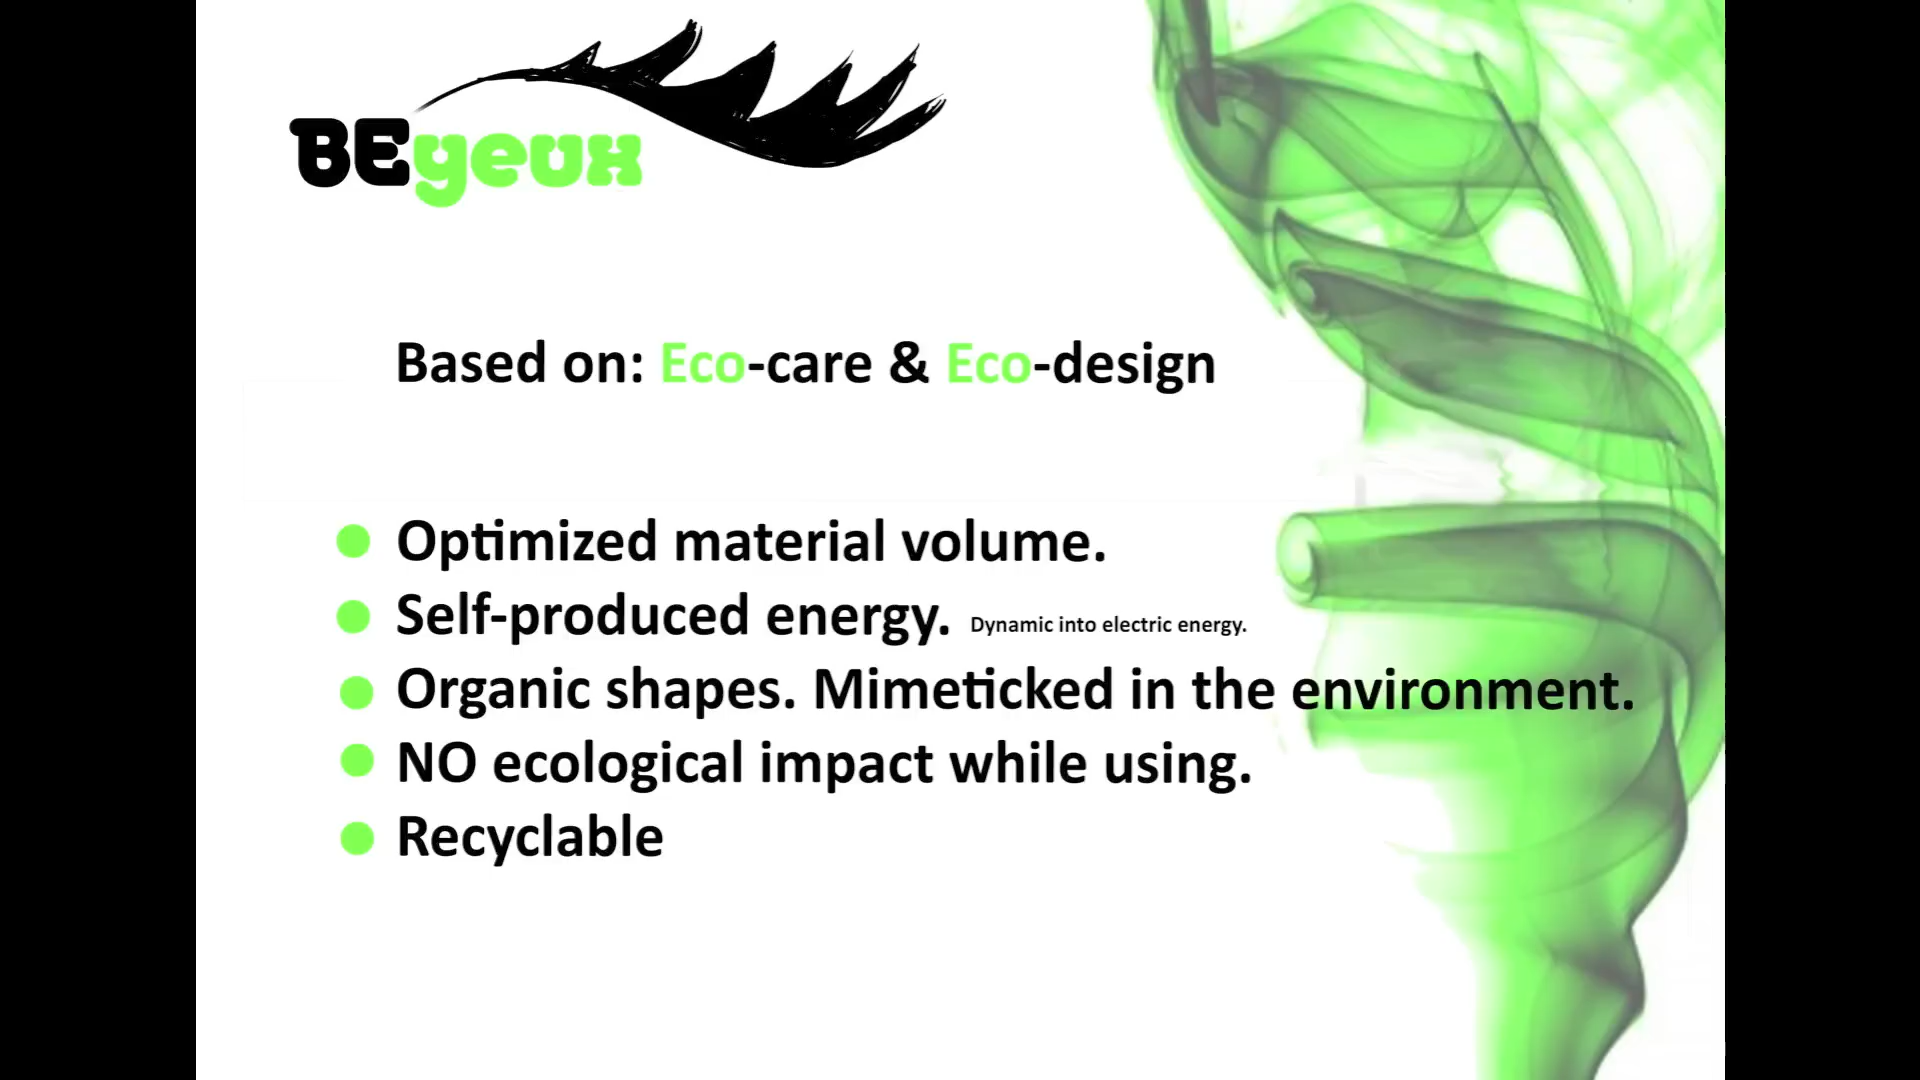 BEyeux
Based on: Eco-care & Eco-design
Optimized material volume.
Self-produced energy. Dynamic into electric energy.
Organic shapes. Mimeticked in the environment.
NO ecological impact while using.
Recyclable